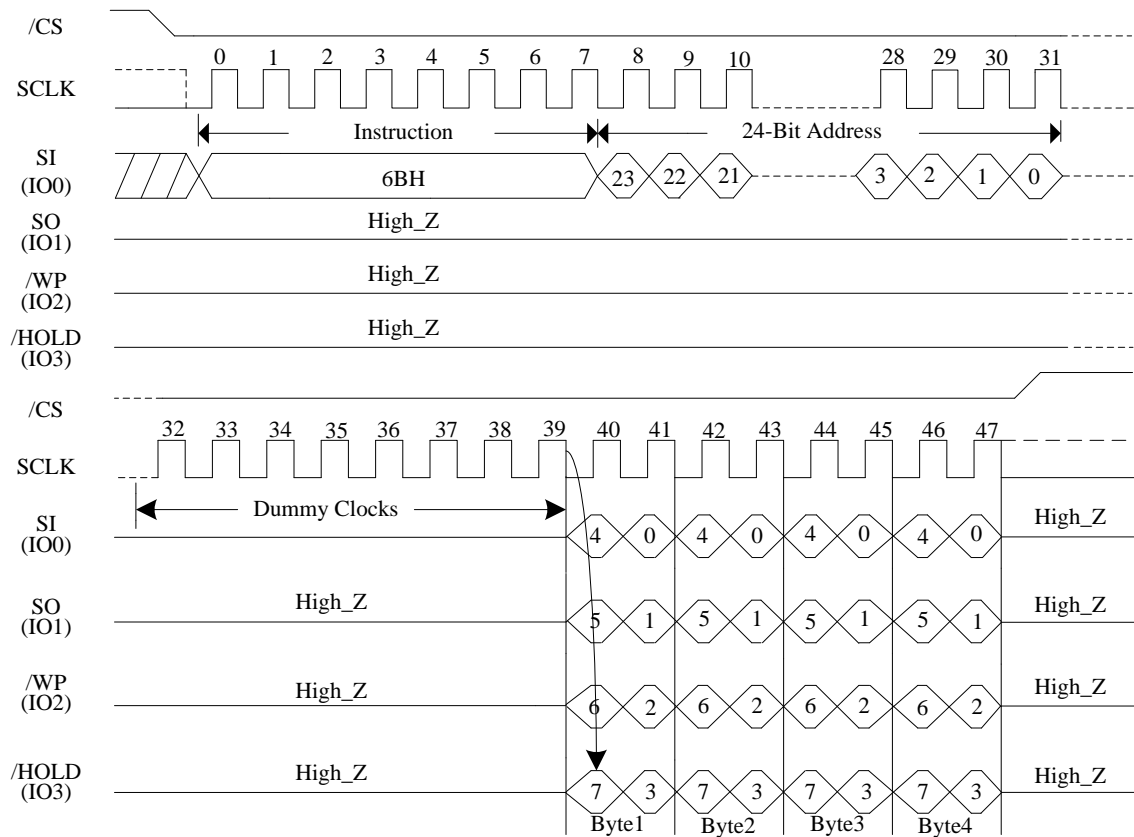 /CS
0 1 2 3 4 5 6 7 8 9 10 28 29 30 31
SCLK
Instruction 24-Bit Address
SI
(IO0)
6BH 23 22 21 3 2 1 0
SO
(IO1)
High_Z
/WP
(IO2)
High_Z
/HOLD
(IO3)
High_Z
/CS
32 33 34 35 36 37 38 39 40 41 42 43 44 45 46 47
SCLK
Dummy Clocks
SI
(IO0)
4 0 4 0 4 0 4 0 High_Z
SO
(IO1)
High_Z 5 1 5 1 5 1 5 1 High_Z
/WP
(IO2)
High_Z 6 2 6 2 6 2 6 2 High_Z
/HOLD
(IO3)
High_Z 7 3 7 3 7 3 7 3 High_Z
Byte1 Byte2 Byte3 Byte4